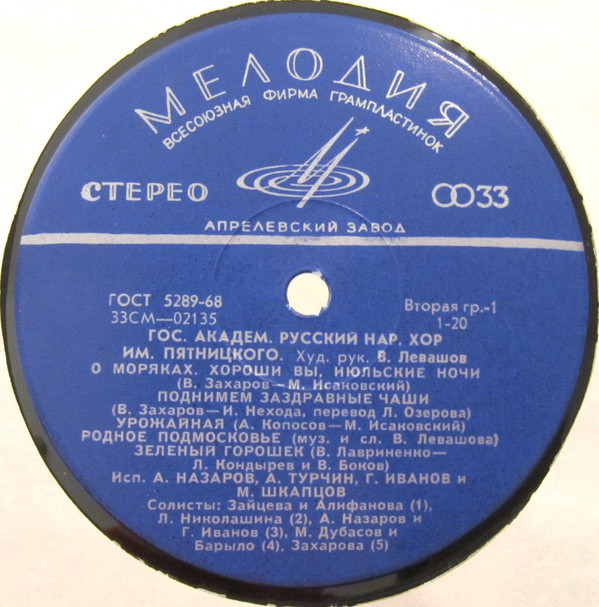 МЕЛОДИЯ
ВСЕСОЮЗНАЯ ФИРМА ГРАМПЛАСТИНОК
СТЕРЕО
33
АПРЕЛЕВСКИЙ ЗАВОД
ГОСТ 5289-68
Вторая гр.-1
33СМ—02135
1-20
ГОС. АКАДЕМ. РУССКИЙ НАР. ХОР
ИМ. ПЯТНИЦКОГО. Худ. рук. В. Левашов
О МОРЯКАХ. ХОРОШИ ВЫ, ИЮЛЬСКИЕ НОЧИ
(В. Захаров—М. Исаковский)
ПОДНИМЕМ ЗАЗДРАВНЫЕ ЧАШИ
(В. Захаров—И. Нехода, перевод Л. Озерова)
УРОЖАЙНАЯ (А. Копосов—М. Исаковский)
РОДНОЕ ПОДМОСКОВЬЕ (муз. и сл. В. Левашова)
ЗЕЛЕНЫЙ ГОРОШЕК (В. Лавриненко—
Л. Кондырев и В. Боков)
Исп. А. НАЗАРОВ, А. ТУРЧИН, Г. ИВАНОВ и
М. ШКАПЦОВ
Солисты: Зайцева и Алифанова (1),
Л. Николашина (2), А. Назаров и
Г. Иванов (3), М. Дубасов и
Барыло (4), Захарова (5)